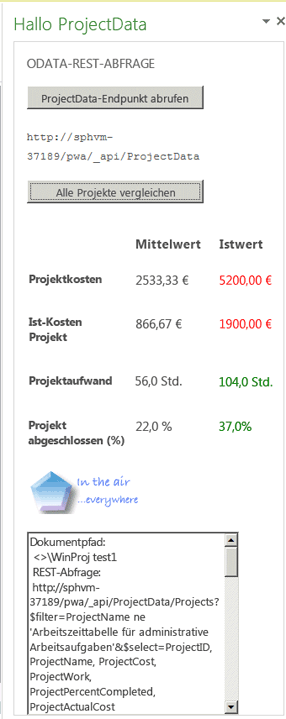 Hallo ProjectData
ODATA-REST-ABFRAGE
ProjectData-Endpunkt abrufen
http://sphvm-
37189/pwa/_api/ProjectData
Alle Projekte vergleichen
Mittelwert Istwert
Projektkosten 2533,33 € 5200,00 €
Ist-Kosten
Projekt 866,67 € 1900,00 €
Projektaufwand 56,0 Std. 104,0 Std.
Projekt
abgeschlossen (%) 22,0 % 37,0%
In the air
...everywhere
Dokumentpfad:
<>\WinProj test1
REST-Abfrage:
http://sphvm-
37189/pwa/_api/ProjectData/Projects?
$filter=ProjectName ne
'Arbeitszeittabelle für administrative
Arbeitsaufgaben'&$select=ProjectID,
ProjectName, ProjectCost,
ProjectWork,
ProjectPercentCompleted,
ProjectActualCost